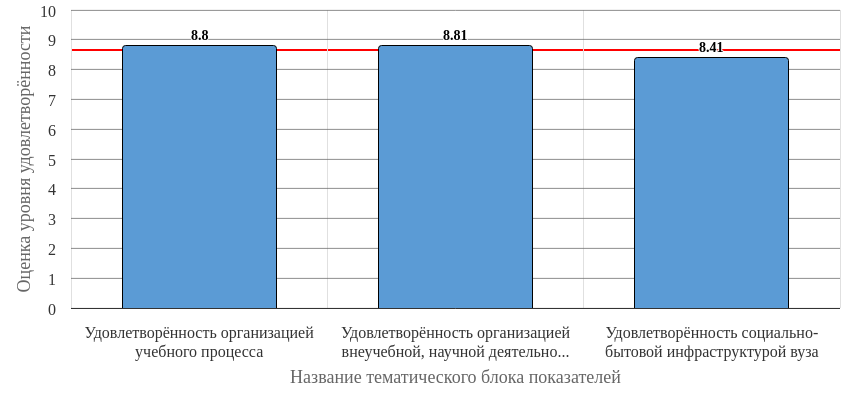 10
9
8
7
6
5
4
3
2
1
0
Оценка уровня удовлетворённости
8.8
8.81
8.41
Удовлетворённость организацией
учебного процесса
Удовлетворённость организацией
внеучебной, научной деятельно...
Удовлетворённость социально-
бытовой инфраструктурой вуза
Название тематического блока показателей